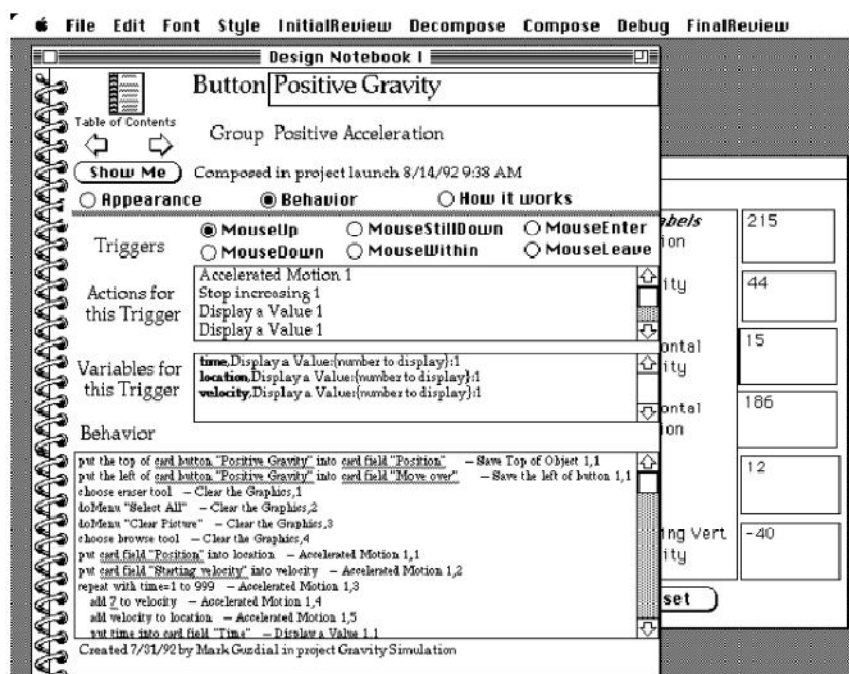 File Edit Font Style InitialReview Decompose Compose Debug FinalReview
Design Notebook I
Button Positive Gravity
Table of Contents
Group Positive Acceleration
Show Me Composed in project launch 8/14/92 9:38 AM
Appearance Behavior How it works
Triggers
MouseUp MouseStillDown MouseEnter
MouseDown MouseWithin MouseLeave
Actions for
this Trigger
Accelerated Motion 1
Stop increasing 1
Display a Value 1
Display a Value 1
Variables for
this Trigger
time,Display a Value:{number to display}:1
location,Display a Value:{number to display}:1
velocity,Display a Value:{number to display}:1
Behavior
put the top of card button "Positive Gravity" into card field "Position" -- Save Top of Object 1,1
put the left of card button "Positive Gravity" into card field "Move over" -- Save the left of button 1,1
choose eraser tool -- Clear the Graphics,1
doMenu "Select All" -- Clear the Graphics,2
doMenu "Clear Picture" -- Clear the Graphics,3
choose browse tool -- Clear the Graphics,4
put card field "Position" into location -- Accelerated Motion 1,1
put card field "Starting velocity" into velocity -- Accelerated Motion 1,2
repeat with time=1 to 999 -- Accelerated Motion 1,3
add 7 to velocity -- Accelerated Motion 1,4
add velocity to location -- Accelerated Motion 1,5
put time into card field "Time" -- Display a Value 1,1
Created 7/31/92 by Mark Guzdial in project Gravity Simulation
abels
ion
215
ity
44
ontal
ity
15
ontal
ion
186
12
ing Vert
ity
-40
set